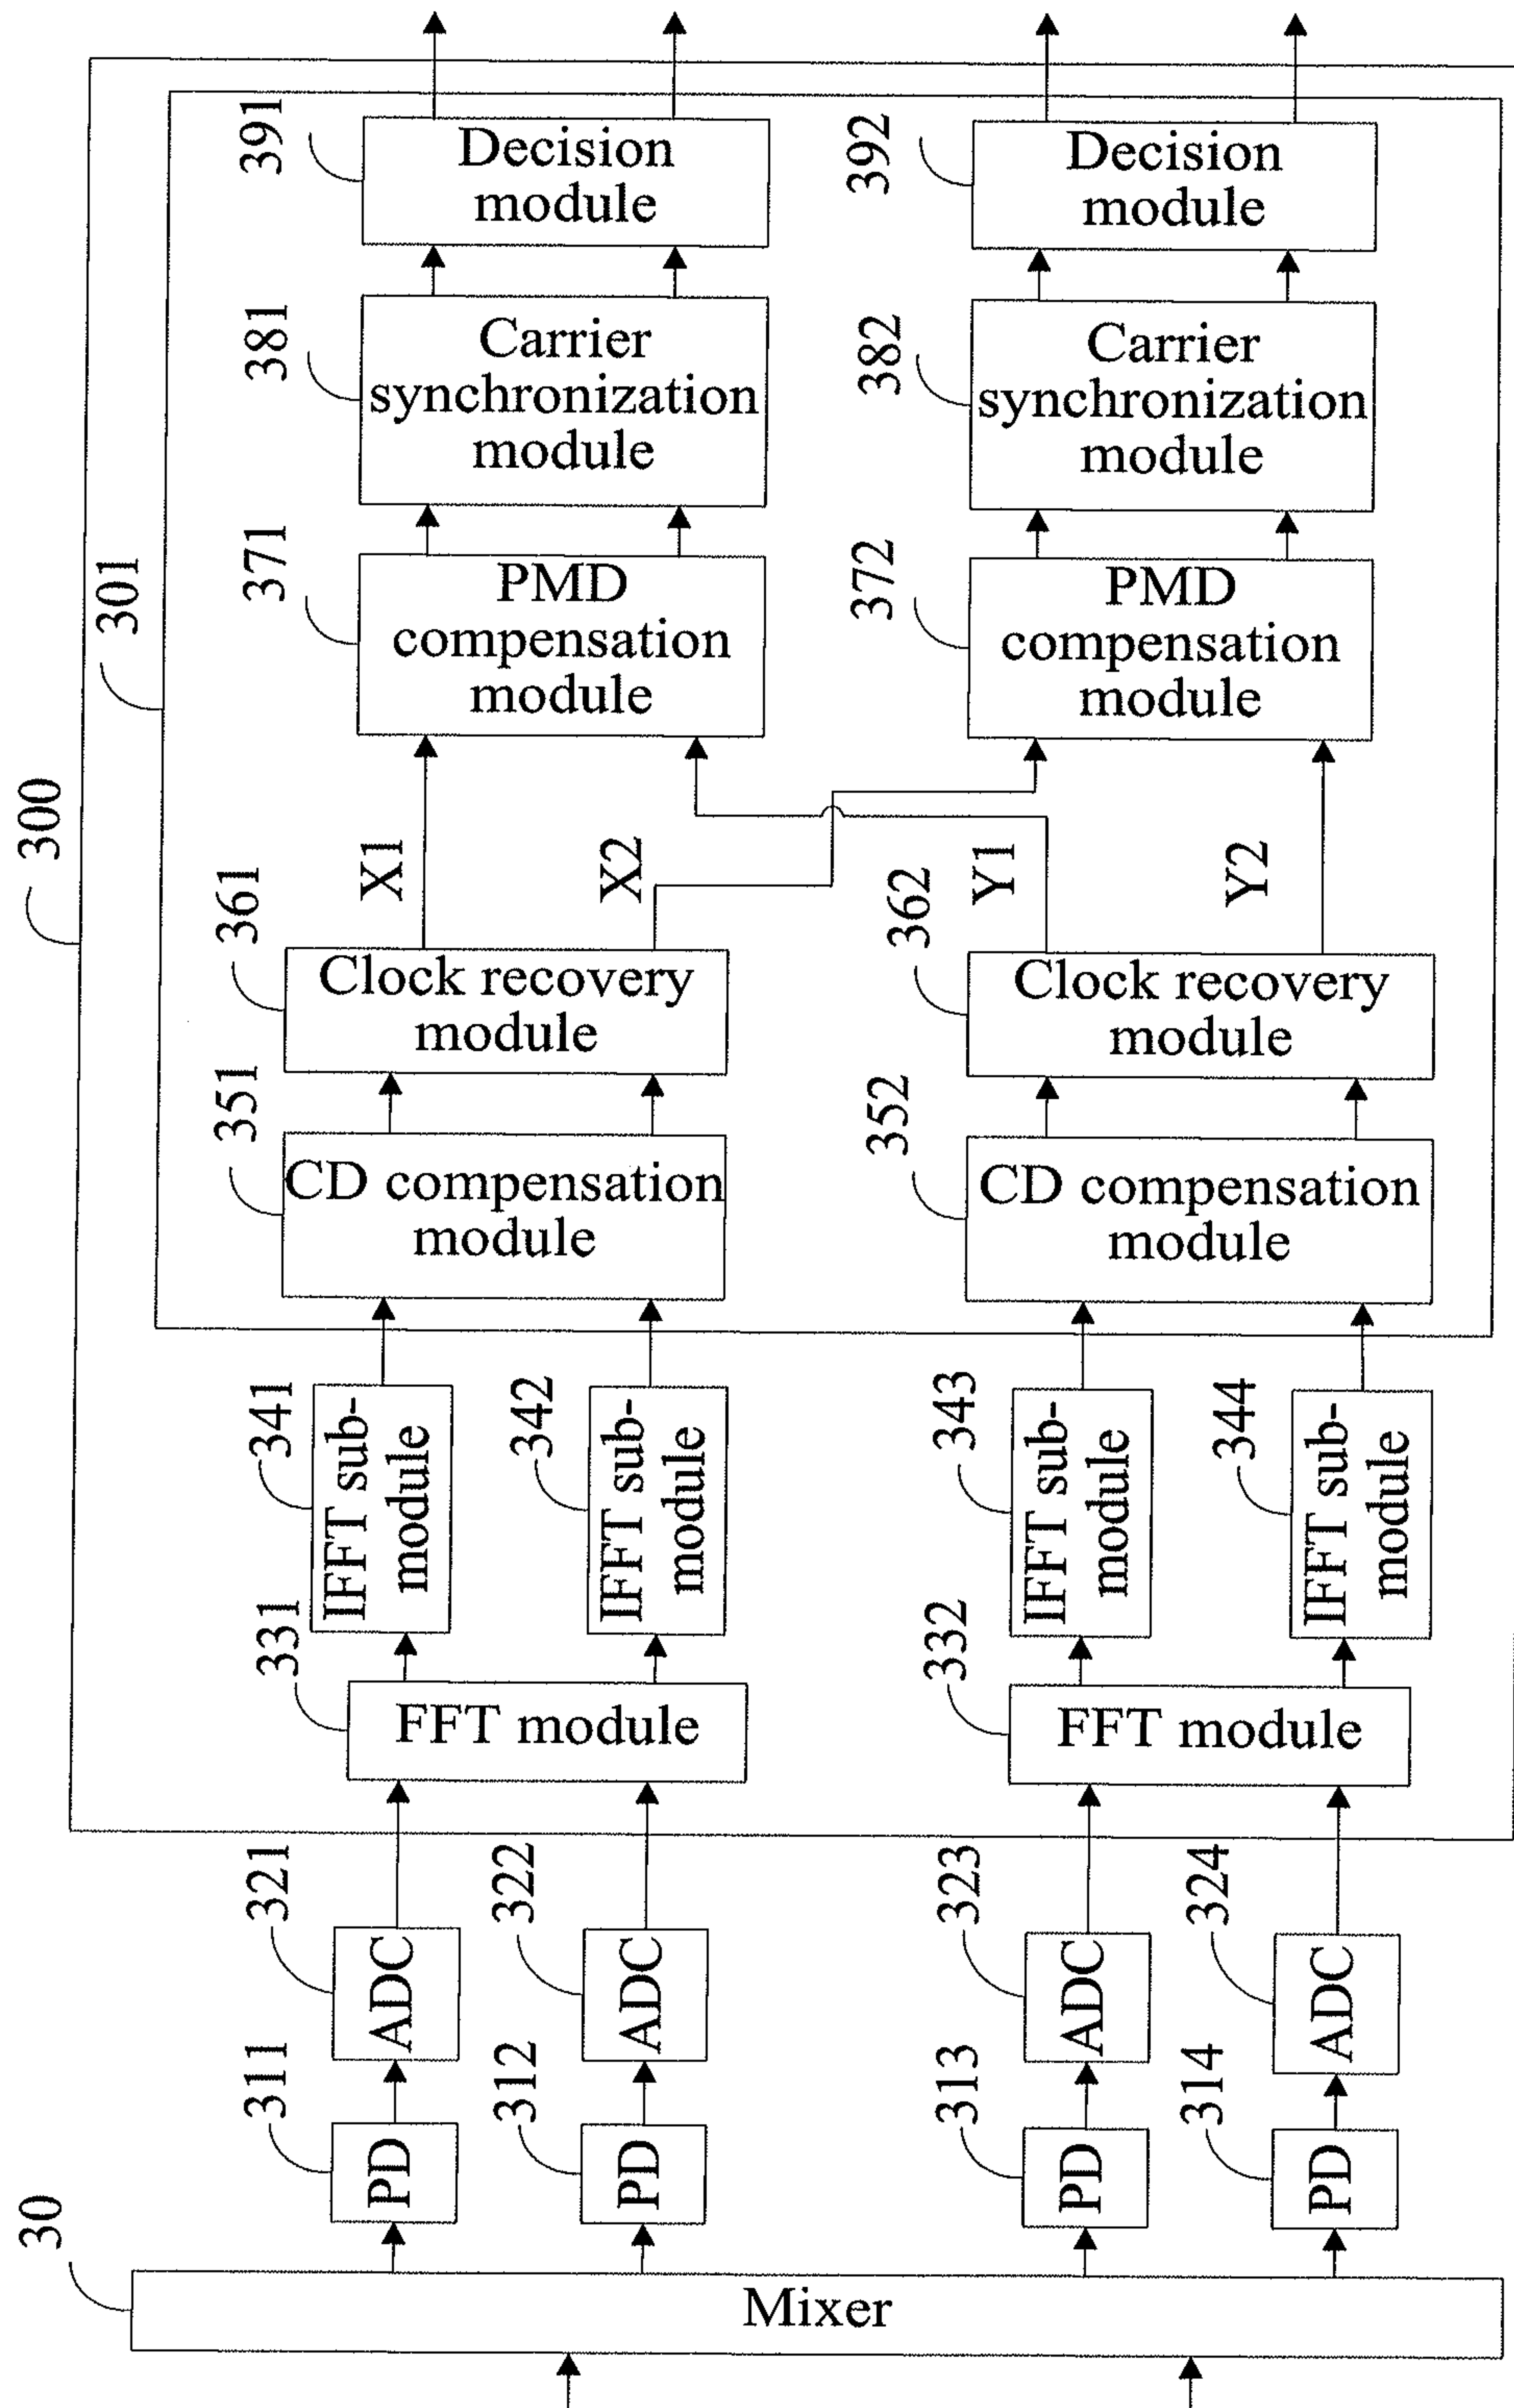 300
301
391
Decision
module
392
Decision
module
381
Carrier
synchronization
module
382
Carrier
synchronization
module
371
PMD
compensation
module
372
PMD
compensation
module
X1
X2
Y1
Y2
361
Clock recovery
module
362
Clock recovery
module
351
CD compensation
module
352
CD compensation
module
341
IFFT sub-
module
342
IFFT sub-
module
343
IFFT sub-
module
344
IFFT sub-
module
331
FFT module
332
FFT module
321
ADC
322
ADC
323
ADC
324
ADC
311
PD
312
PD
313
PD
314
PD
30
Mixer